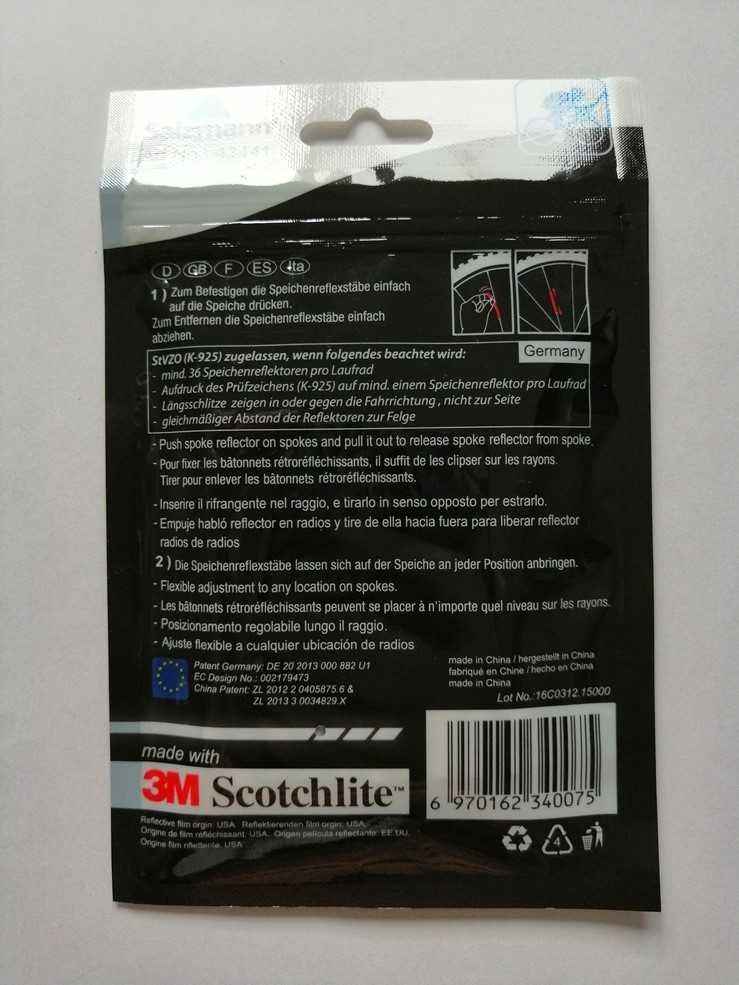 Salzmann
43441
D GB F ES Ita
1 ) Zum Befestigen die Speichenreflexstäbe einfach
auf die Speiche drücken.
Zum Entfernen die Speichenreflexstäbe einfach
abziehen.
StVZO (K-925) zugelassen, wenn folgendes beachtet wird:
Germany
- mind. 36 Speichenreflektoren pro Laufrad
- Aufdruck des Prüfzeichens (K-925) auf mind. einem Speichenreflektor pro Laufrad
- Längsschlitze zeigen in oder gegen die Fahrrichtung , nicht zur Seite
- gleichmäßiger Abstand der Reflektoren zur Felge
- Push spoke reflector on spokes and pull it out to release spoke reflector from spoke.
- Pour fixer les bâtonnets rétroréfléchissants, il suffit de les clipser sur les rayons.
Tirer pour enlever les bâtonnets rétroréfléchissants.
- Inserire il rifrangente nel raggio, e tirarlo in senso opposto per estrarlo.
- Empuje habló reflector en radios y tire de ella hacia fuera para liberar reflector
radios de radios
2 ) Die Speichenreflexstäbe lassen sich auf der Speiche an jeder Position anbringen.
- Flexible adjustment to any location on spokes.
- Les bâtonnets rétroréfléchissants peuvent se placer à n'importe quel niveau sur les rayons.
- Posizionamento regolabile lungo il raggio.
- Ajuste flexible a cualquier ubicación de radios
Patent Germany: DE 20 2013 000 882 U1
EC Design No.: 002179473
China Patent: ZL 2012 2 0405875.6 &
ZL 2013 3 0034829.X
made in China / hergestellt in China
fabriqué en Chine / hecho en China
made in China
Lot No.:16C0312.15000
made with
3M Scotchlite™
6 970162 340075
Reflective film orgin: USA. Reflektierenden film orgin: USA.
Origine de film réfléchissant. USA. Origen película reflectante: EE.UU.
Origine film riflettente. USA
4